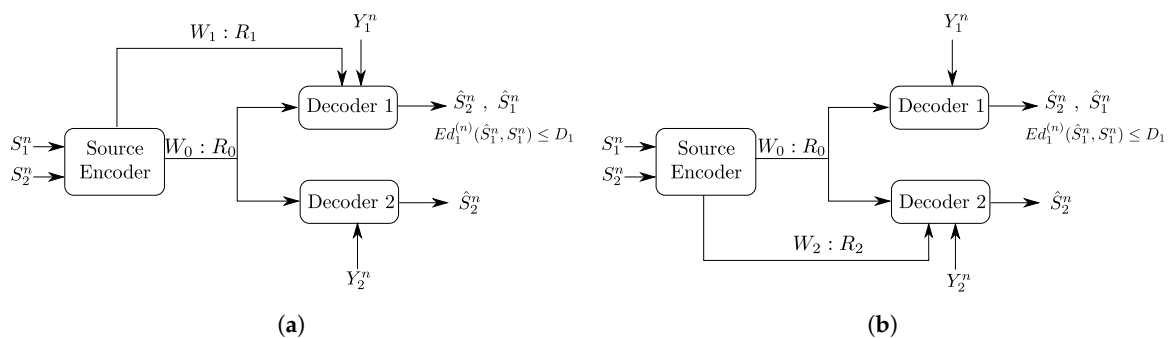 W_1 : R_1
Y_1^n
Decoder 1
Ŝ_2^n , Ŝ_1^n
Ed_1^{(n)}(Ŝ_1^n, S_1^n) ≤ D_1
S_1^n
S_2^n
Source
Encoder
W_0 : R_0
Decoder 2
Ŝ_2^n
Y_2^n
(a)
Y_1^n
Decoder 1
Ŝ_2^n , Ŝ_1^n
Ed_1^{(n)}(Ŝ_1^n, S_1^n) ≤ D_1
S_1^n
S_2^n
Source
Encoder
W_0 : R_0
Decoder 2
Ŝ_2^n
W_2 : R_2
Y_2^n
(b)